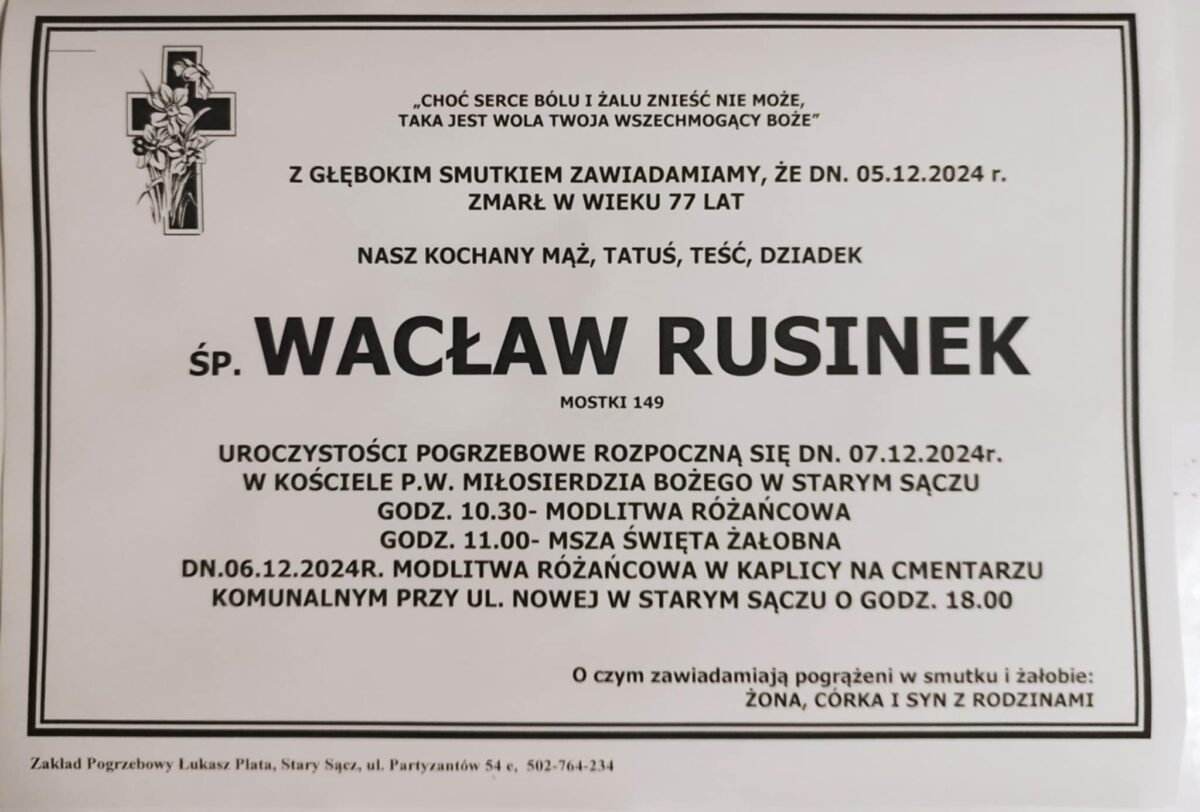 „CHOĆ SERCE BÓLU I ŻALU ZNIEŚĆ NIE MOŻE,
TAKA JEST WOLA TWOJA WSZECHMOGĄCY BOŻE”
Z GŁĘBOKIM SMUTKIEM ZAWIADAMIAMY, ŻE DN. 05.12.2024 r.
ZMARŁ W WIEKU 77 LAT
NASZ KOCHANY MĄŻ, TATUŚ, TEŚĆ, DZIADEK
ŚP. WACŁAW RUSINEK
MOSTKI 149
UROCZYSTOŚCI POGRZEBOWE ROZPOCZNĄ SIĘ DN. 07.12.2024r.
W KOŚCIELE P.W. MIŁOSIERDZIA BOŻEGO W STARYM SĄCZU
GODZ. 10.30- MODLITWA RÓŻAŃCOWA
GODZ. 11.00- MSZA ŚWIĘTA ŻAŁOBNA
DN.06.12.2024R. MODLITWA RÓŻAŃCOWA W KAPLICY NA CMENTARZU
KOMUNALNYM PRZY UL. NOWEJ W STARYM SĄCZU O GODZ. 18.00
O czym zawiadamiają pogrążeni w smutku i żałobie:
ŻONA, CÓRKA I SYN Z RODZINAMI
Zakład Pogrzebowy Łukasz Plata, Stary Sącz, ul. Partyzantów 54 e, 502-764-234